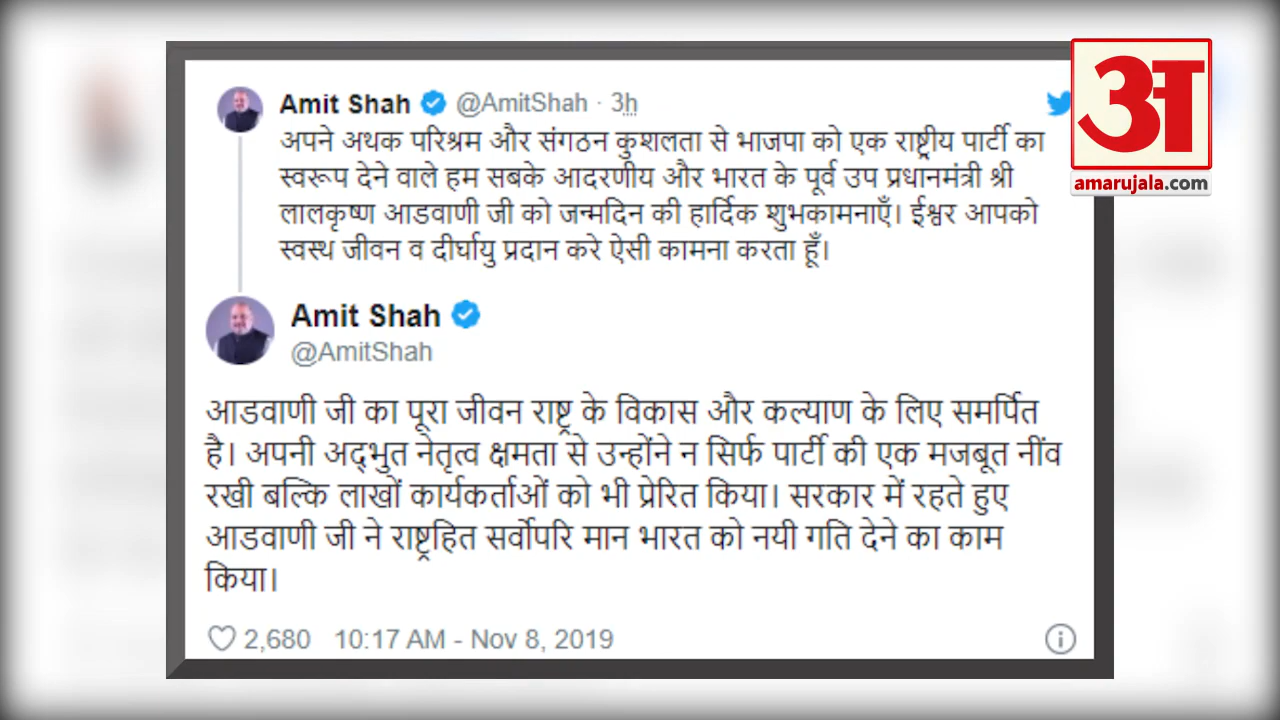 Amit Shah @AmitShah · 3h
अपने अथक परिश्रम और संगठन कुशलता से भाजपा को एक राष्ट्रीय पार्टी का
स्वरूप देने वाले हम सबके आदरणीय और भारत के पूर्व उप प्रधानमंत्री श्री
लालकृष्ण आडवाणी जी को जन्मदिन की हार्दिक शुभकामनाएँ। ईश्वर आपको
स्वस्थ जीवन व दीर्घायु प्रदान करे ऐसी कामना करता हूँ।
Amit Shah
@AmitShah
आडवाणी जी का पूरा जीवन राष्ट्र के विकास और कल्याण के लिए समर्पित
है। अपनी अद्भुत नेतृत्व क्षमता से उन्होंने न सिर्फ पार्टी की एक मजबूत नींव
रखी बल्कि लाखों कार्यकर्ताओं को भी प्रेरित किया। सरकार में रहते हुए
आडवाणी जी ने राष्ट्रहित सर्वोपरि मान भारत को नयी गति देने का काम
किया।
2,680 10:17 AM - Nov 8, 2019
अ
amarujala.com